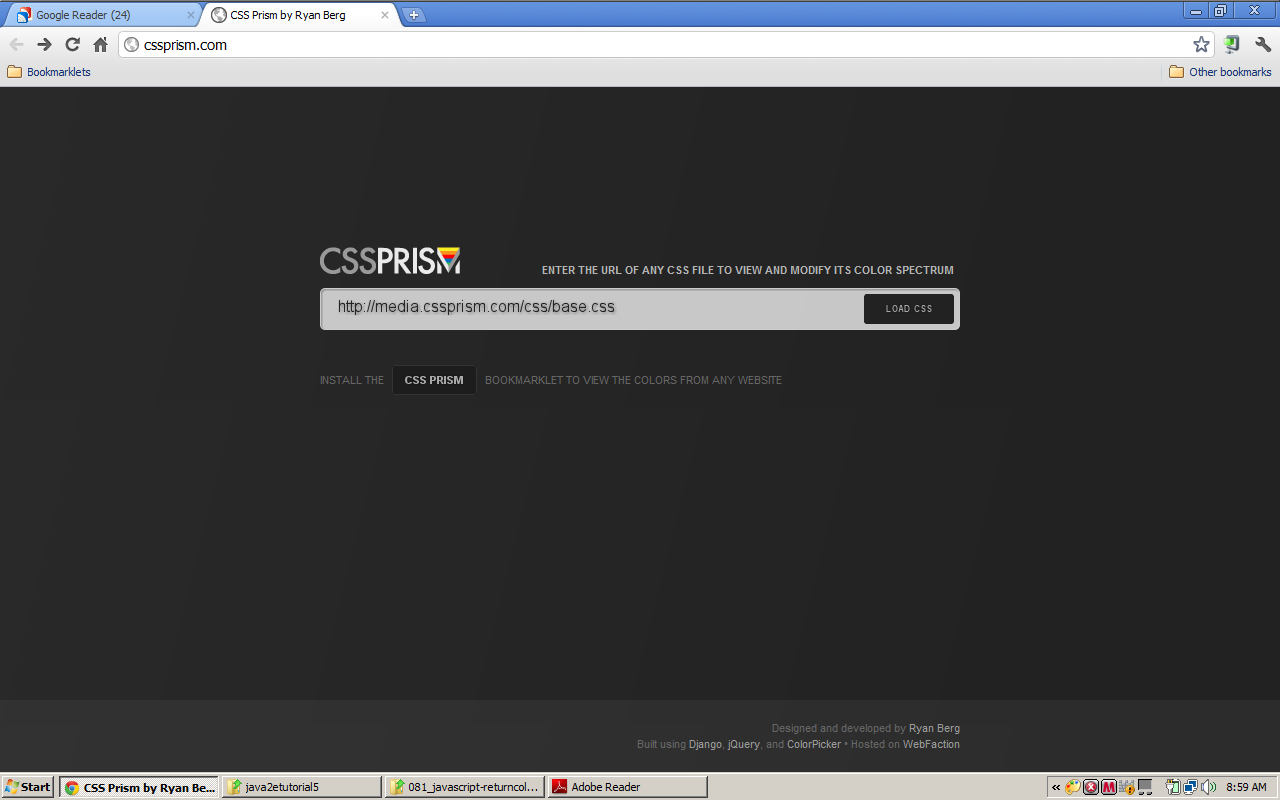 Google Reader (24)
CSS Prism by Ryan Berg
cssprism.com
Bookmarklets
Other bookmarks
CSSPRISM
ENTER THE URL OF ANY CSS FILE TO VIEW AND MODIFY ITS COLOR SPECTRUM
http://media.cssprism.com/css/base.css
LOAD CSS
INSTALL THE CSS PRISM BOOKMARKLET TO VIEW THE COLORS FROM ANY WEBSITE
Designed and developed by Ryan Berg
Built using Django, jQuery, and ColorPicker • Hosted on WebFaction
Start
CSS Prism by Ryan Be...
java2etutorial5
081_javascript-returncol...
Adobe Reader
8:59 AM